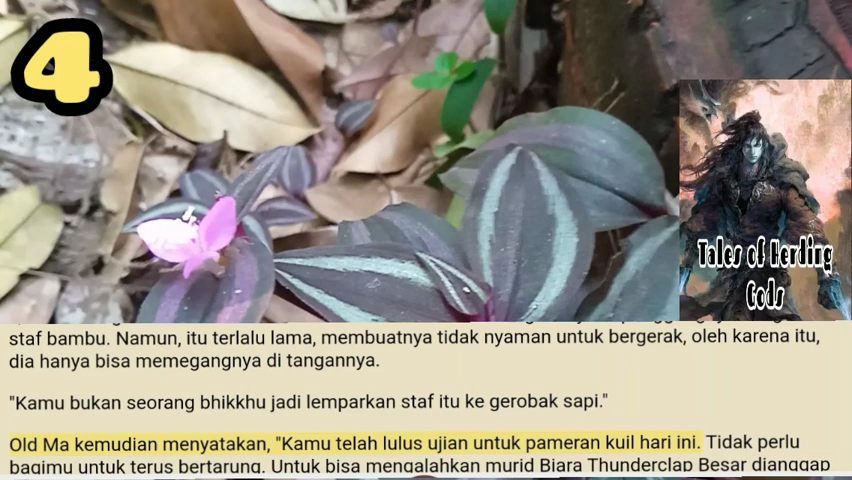 4
Tales of Herding
Gods
staf bambu. Namun, itu terlalu lama, membuatnya tidak nyaman untuk bergerak, oleh karena itu,
dia hanya bisa memegangnya di tangannya.
"Kamu bukan seorang bhikkhu jadi lemparkan staf itu ke gerobak sapi."
Old Ma kemudian menyatakan, "Kamu telah lulus ujian untuk pameran kuil hari ini. Tidak perlu
bagimu untuk terus bertarung. Untuk bisa mengalahkan murid Biara Thunderclap Besar dianggap